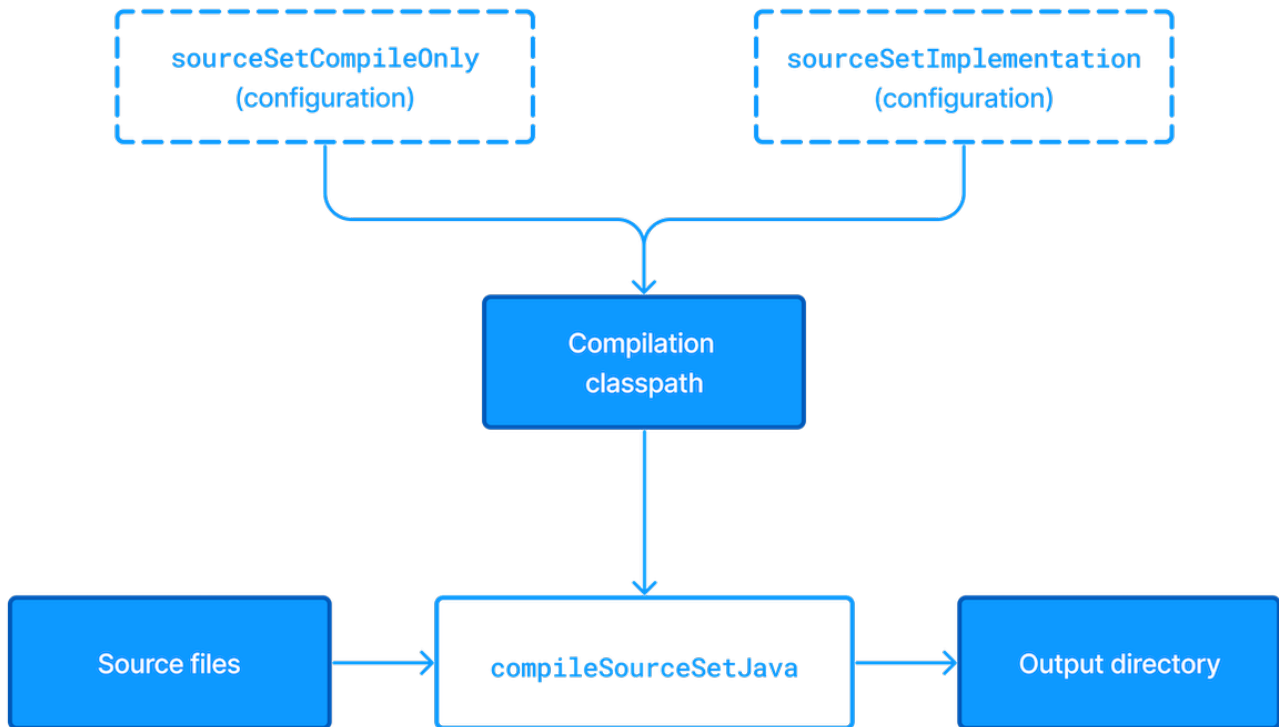 sourceSetCompileOnly
(configuration)
sourceSetImplementation
(configuration)
Compilation
classpath
Source files
compileSourceSetJava
Output directory